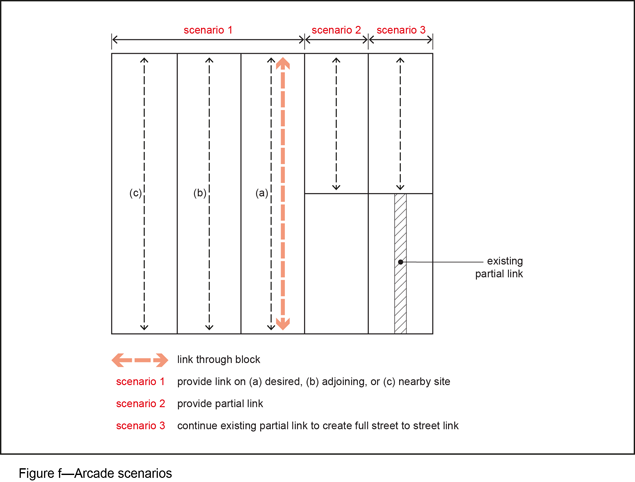 scenario 1 scenario 2 scenario 3
(c) (b) (a)
existing
partial link
link through block
scenario 1 provide link on (a) desired, (b) adjoining, or (c) nearby site
scenario 2 provide partial link
scenario 3 continue existing partial link to create full street to street link
Figure f—Arcade scenarios